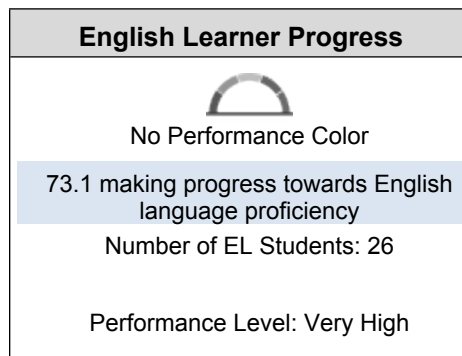 English Learner Progress
No Performance Color
73.1 making progress towards English
language proficiency
Number of EL Students: 26
Performance Level: Very High